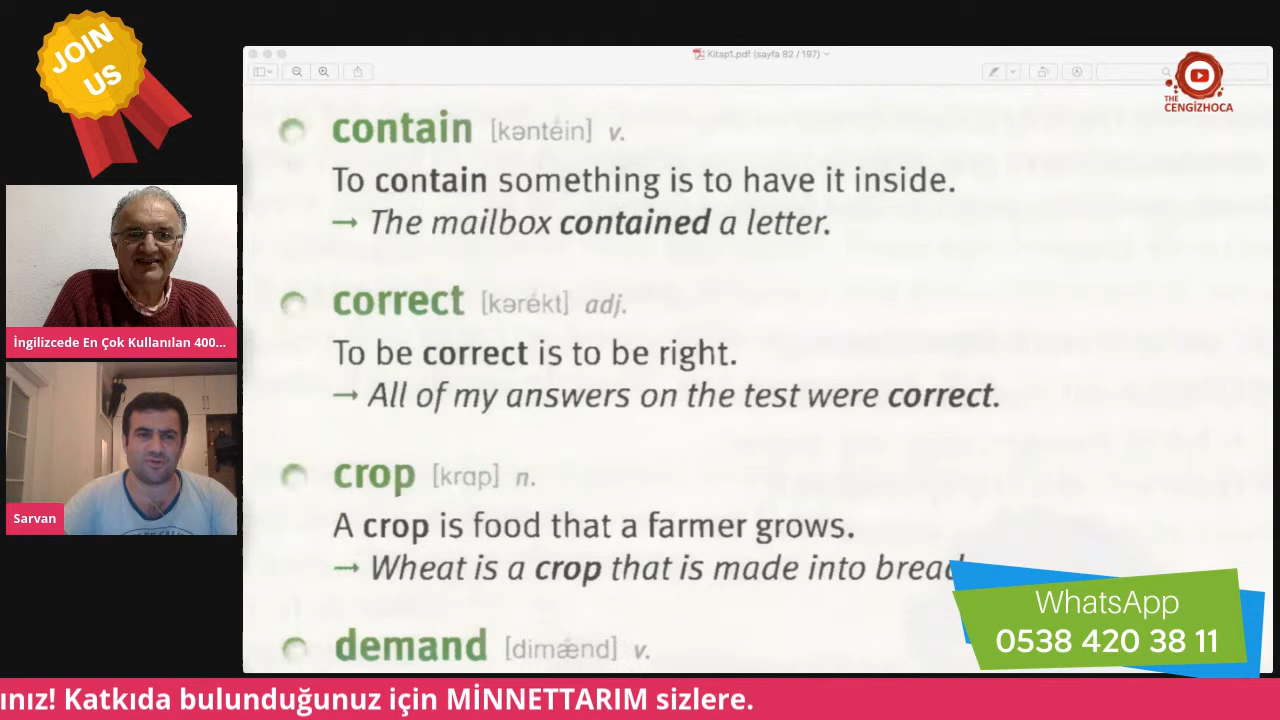 JOIN
US
Kitap1.pdf (sayfa 82 / 197)
THE
CENGİZHOCA
contain [kəntéin] v.
To contain something is to have it inside.
→ The mailbox contained a letter.
correct [kərékt] adj.
To be correct is to be right.
→ All of my answers on the test were correct.
crop [krɑp] n.
A crop is food that a farmer grows.
→ Wheat is a crop that is made into bread
demand [dimǽnd] v.
İngilizcede En Çok Kullanılan 400...
Sarvan
WhatsApp
0538 420 38 11
ınız! Katkıda bulunduğunuz için MİNNETTARIM sizlere.